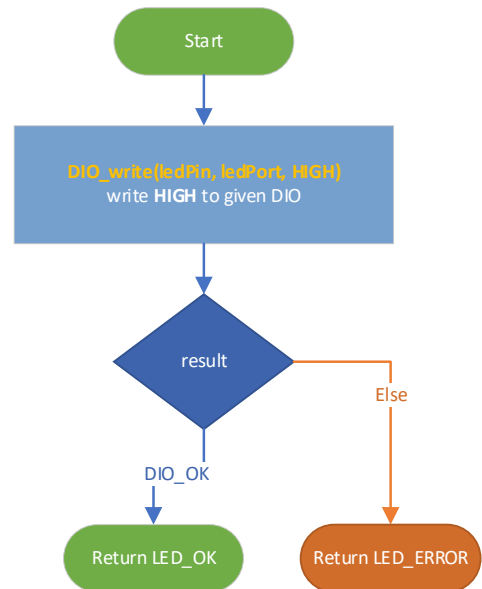 Start
DIO_write(ledPin, ledPort, HIGH)
write HIGH to given DIO
result
Else
DIO_OK
Return LED_OK
Return LED_ERROR